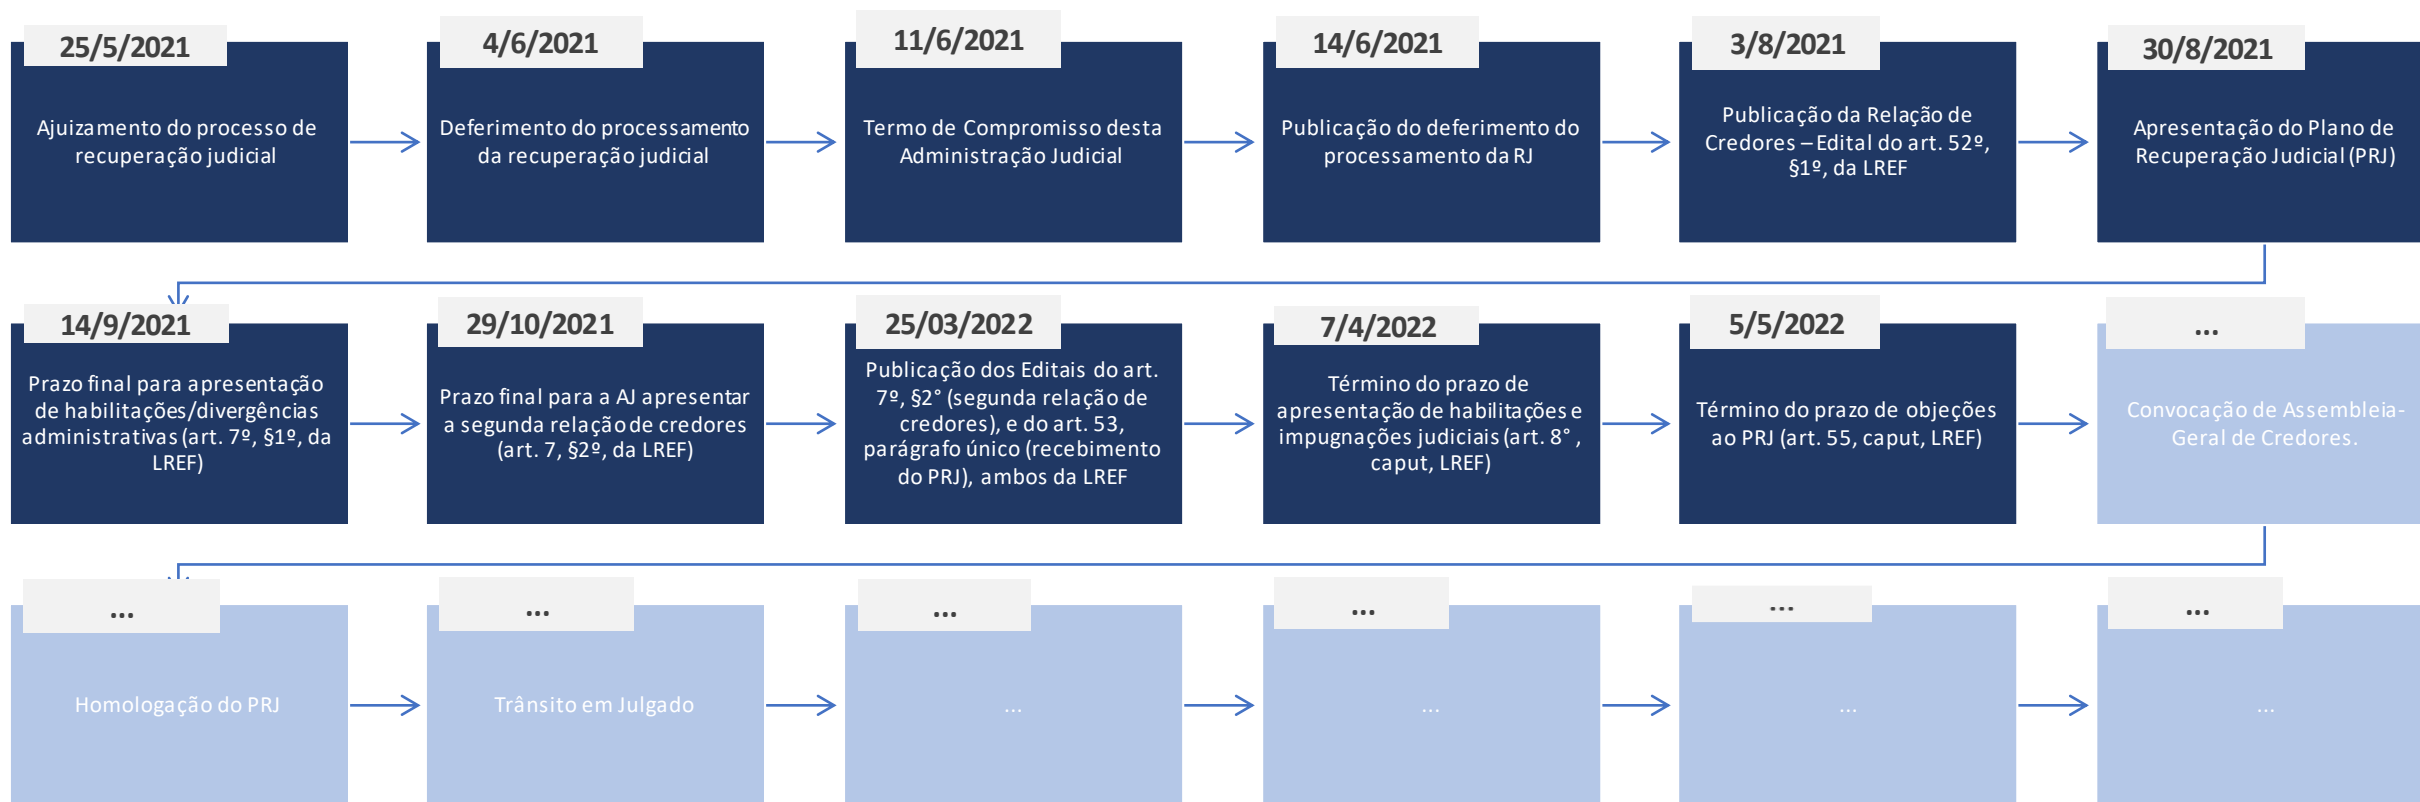 25/5/2021
Ajuizamento do processo de
recuperação judicial
4/6/2021
Deferimento do processamento
da recuperação judicial
11/6/2021
Termo de Compromisso desta
Administração Judicial
14/6/2021
Publicação do deferimento do
processamento da RJ
3/8/2021
Publicação da Relação de
Credores – Edital do art. 52º,
§1º, da LREF
30/8/2021
Apresentação do Plano de
Recuperação Judicial (PRJ)
14/9/2021
Prazo final para apresentação
de habilitações/divergências
administrativas (art. 7º, §1º, da
LREF)
29/10/2021
Prazo final para a AJ apresentar
a segunda relação de credores
(art. 7, §2º, da LREF)
25/03/2022
Publicação dos Editais do art.
7º, §2° (segunda relação de
credores), e do art. 53,
parágrafo único (recebimento
do PRJ), ambos da LREF
7/4/2022
Término do prazo de
apresentação de habilitações e
impugnações judiciais (art. 8° ,
caput, LREF)
5/5/2022
Término do prazo de objeções
ao PRJ (art. 55, caput, LREF)
...
Convocação de Assembleia-
Geral de Credores.
...
Homologação do PRJ
...
Trânsito em Julgado
...
...
...
...
...
...
...
...